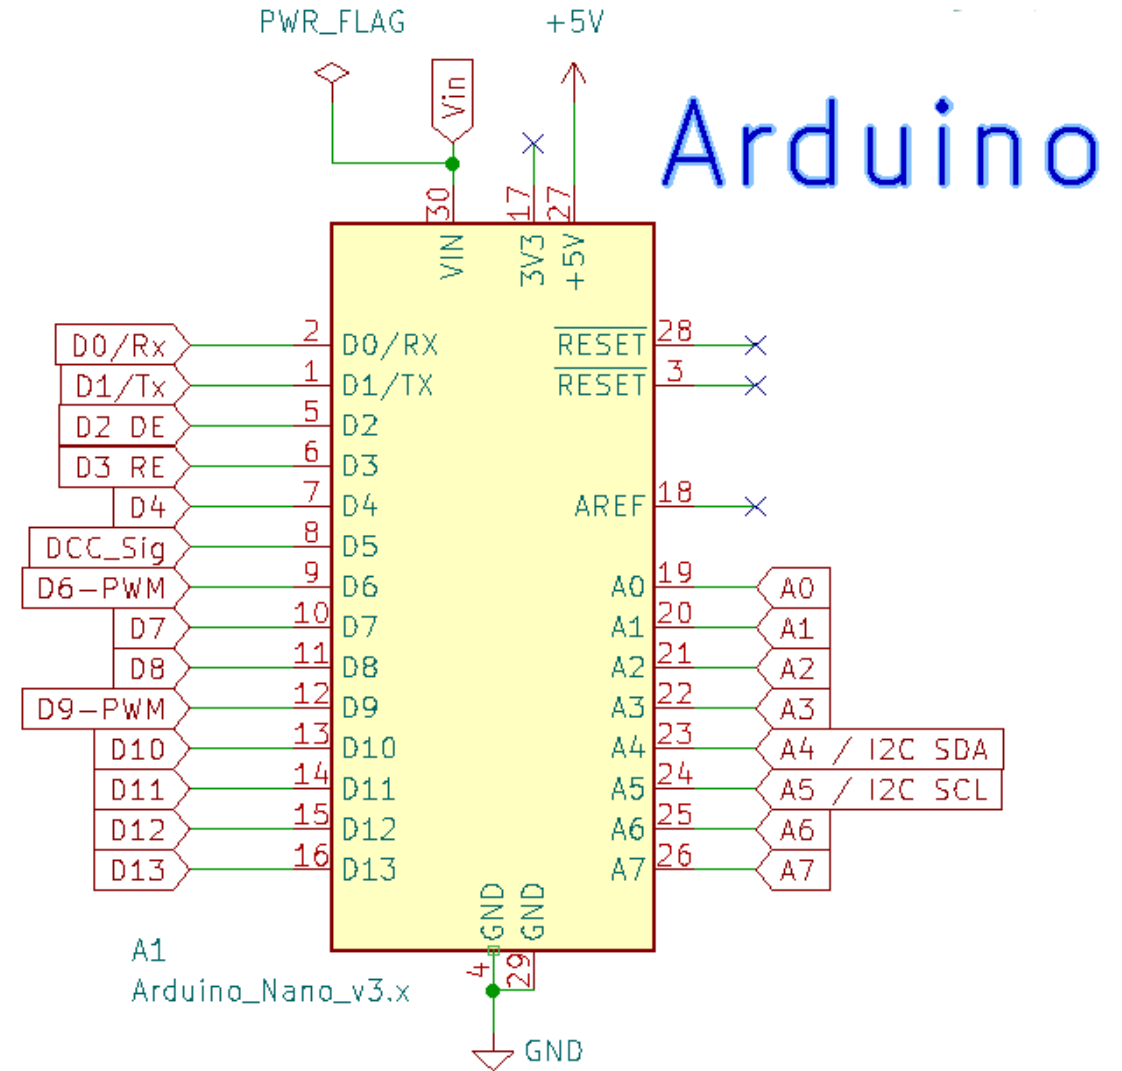 PWR_FLAG
+5V
Vin
Arduino
30
17
27
VIN
3V3
+5V
D0/Rx 2 D0/RX RESET 28
D1/Tx 1 D1/TX RESET 3
D2 DE 5 D2
D3 RE 6 D3
D4 7 D4 AREF 18
DCC_Sig 8 D5
D6-PWM 9 D6 A0 19 A0
D7 10 D7 A1 20 A1
D8 11 D8 A2 21 A2
D9-PWM 12 D9 A3 22 A3
D10 13 D10 A4 23 A4 / I2C SDA
D11 14 D11 A5 24 A5 / I2C SCL
D12 15 D12 A6 25 A6
D13 16 D13 A7 26 A7
GND
GND
4
29
A1
Arduino_Nano_v3.x
GND